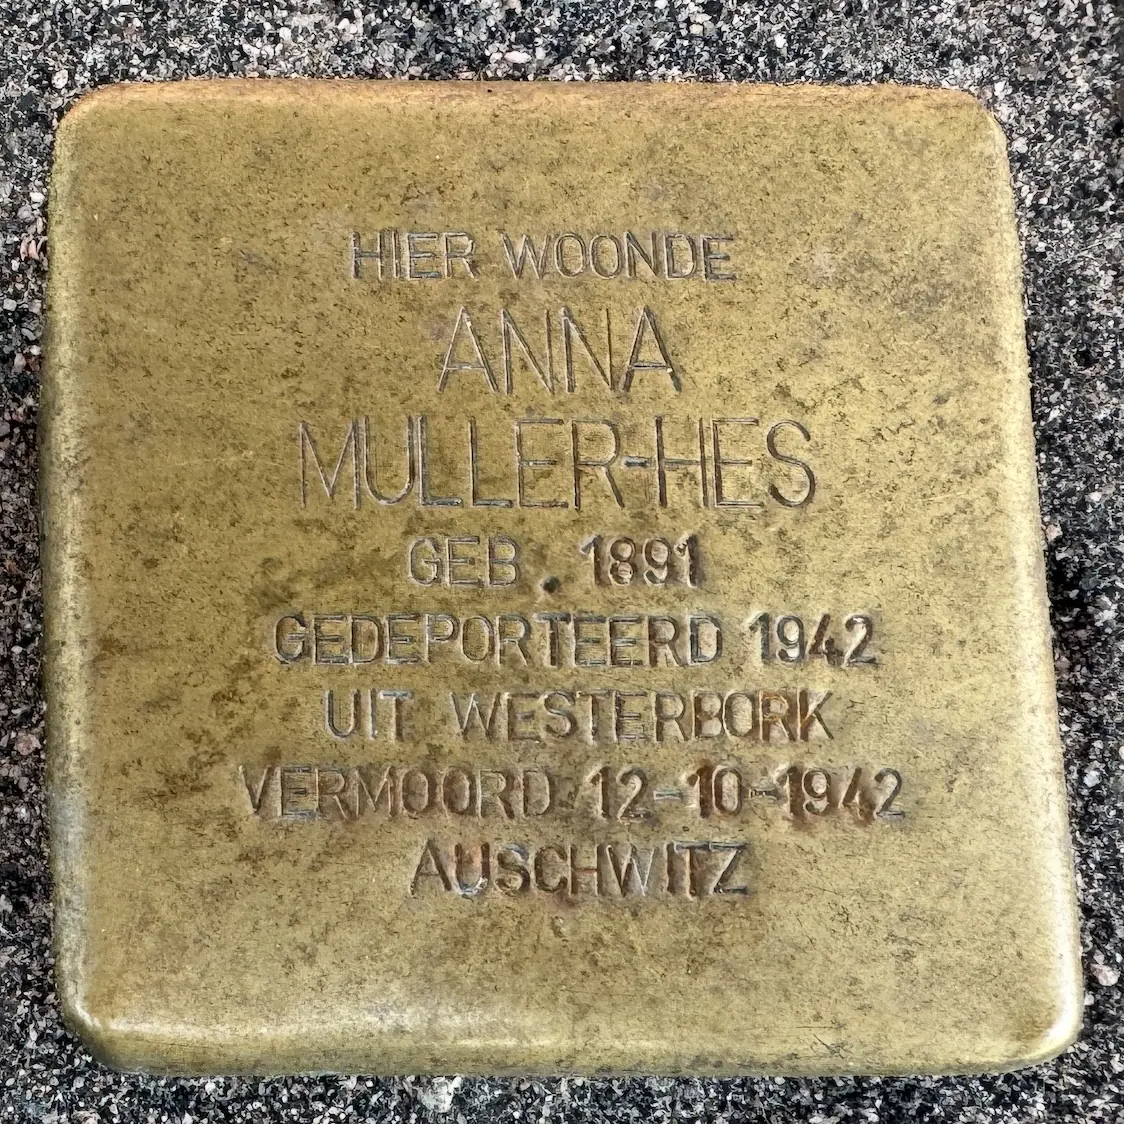 HIER WOONDE
ANNA
MULLER-HES
GEB. 1891
GEDEPORTEERD 1942
UIT WESTERBORK
VERMOORD 12-10-1942
AUSCHWITZ